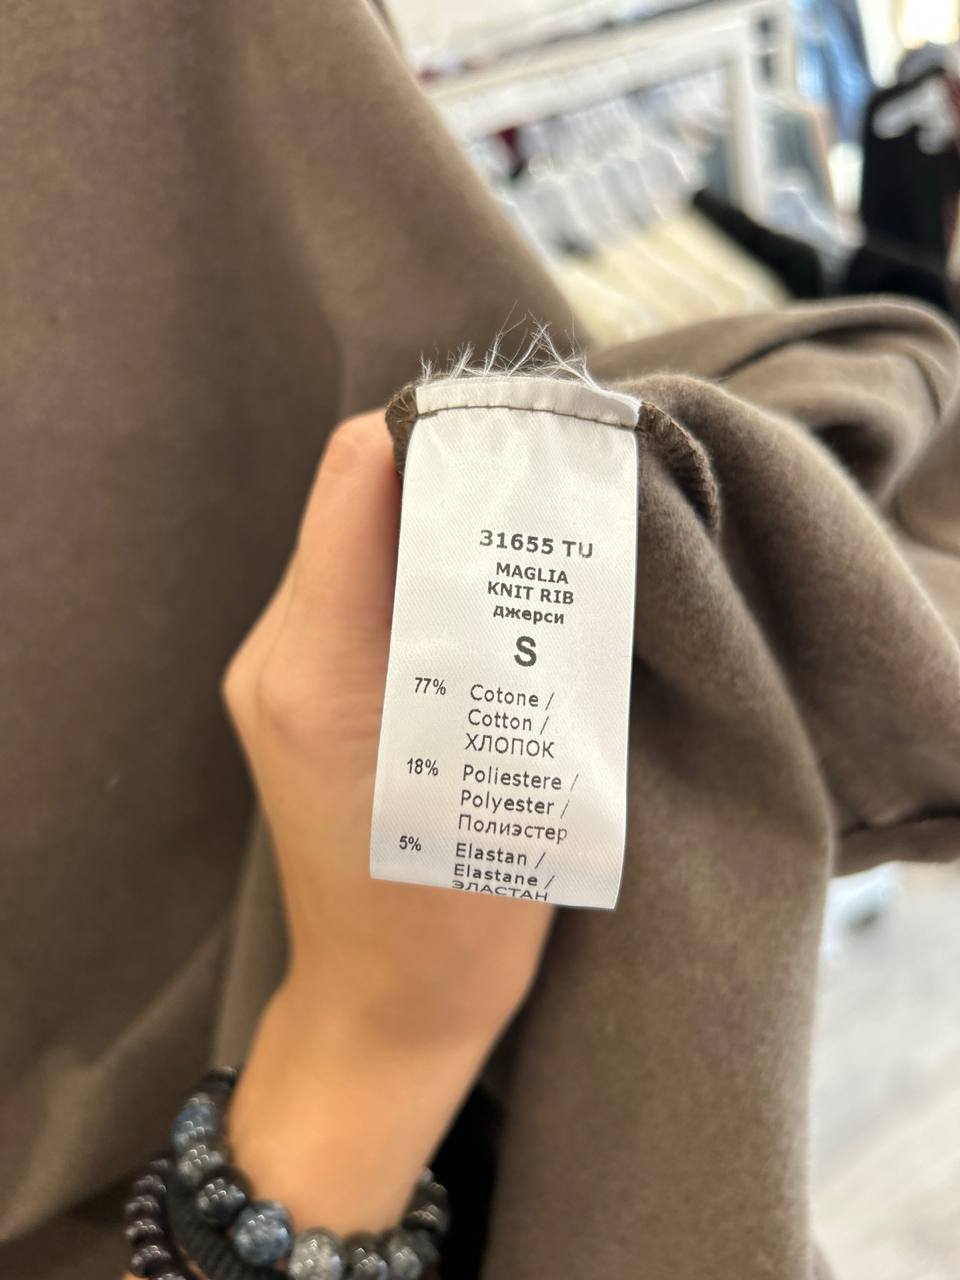 31655 TU
MAGLIA
KNIT RIB
джерси
S
77% Cotone /
Cotton /
ХЛОПОК
18% Poliestere /
Polyester /
Полиэстер
5% Elastan /
Elastane /
ЭЛАСТАН